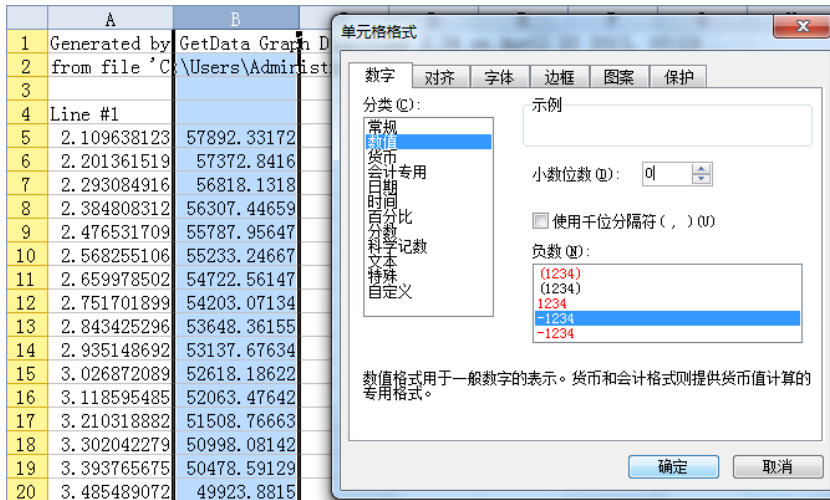 A B
1 Generated by GetData Graph D
2 from file 'C:\Users\Administr
3
4 Line #1
5 2.109638123 57892.33172
6 2.201361519 57372.8416
7 2.293084916 56818.1318
8 2.384808312 56307.44659
9 2.476531709 55787.95647
10 2.568255106 55233.24667
11 2.659978502 54722.56147
12 2.751701899 54203.07134
13 2.843425296 53648.36155
14 2.935148692 53137.67634
15 3.026872089 52618.18622
16 3.118595485 52063.47642
17 3.210318882 51508.76663
18 3.302042279 50998.08142
19 3.393765675 50478.59129
20 3.485489072 49923.8815
单元格格式
数字 对齐 字体 边框 图案 保护
分类(C):
常规
数值
货币
会计专用
日期
时间
百分比
分数
科学记数
文本
特殊
自定义
示例
小数位数(D): 0
使用千位分隔符(,)(U)
负数(N):
(1234)
(1234)
1234
-1234
-1234
数值格式用于一般数字的表示。货币和会计格式则提供货币值计算的
专用格式。
确定 取消